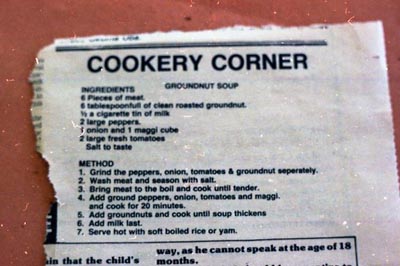 COOKERY CORNER
GROUNDNUT SOUP
INGREDIENTS
6 Pieces of meat.
6 tablespoonfull of clean roasted groundnut.
½ a cigarette tin of milk
2 large peppers.
1 onion end 1 maggi cube
2 large fresh tomatoes
Salt to taste
METHOD
1. Grind the peppers, onion, tomatoes & groundnut seperately.
2. Wash meat and season with salt.
3. Bring meat to the boil and cook until tender.
4. Add ground peppers, onion, tomatoes and maggi.
and cook for 20 minutes.
5. Add groundnuts and cook until soup thickens
6. Add milk last.
7. Serve hot with soft boiled rice or yam.
in that the child's
way, as he cannot speak at the age of 18
months.